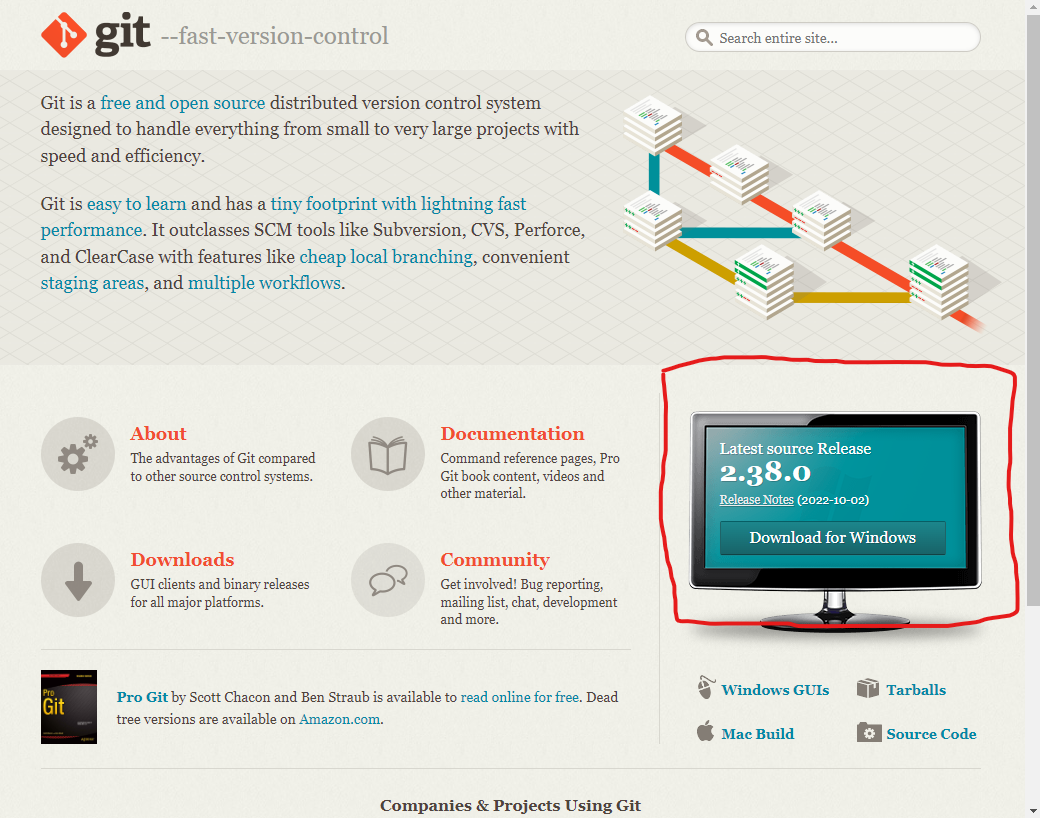 git --fast-version-control
Search entire site...
Git is a free and open source distributed version control system
designed to handle everything from small to very large projects with
speed and efficiency.
Git is easy to learn and has a tiny footprint with lightning fast
performance. It outclasses SCM tools like Subversion, CVS, Perforce,
and ClearCase with features like cheap local branching, convenient
staging areas, and multiple workflows.
About
The advantages of Git compared
to other source control systems.
Documentation
Command reference pages, Pro
Git book content, videos and
other material.
Downloads
GUI clients and binary releases
for all major platforms.
Community
Get involved! Bug reporting,
mailing list, chat, development
and more.
Latest source Release
2.38.0
Release Notes (2022-10-02)
Download for Windows
Pro
Git
Pro Git by Scott Chacon and Ben Straub is available to read online for free. Dead
tree versions are available on Amazon.com.
Windows GUIs
Tarballs
Mac Build
Source Code
Companies & Projects Using Git